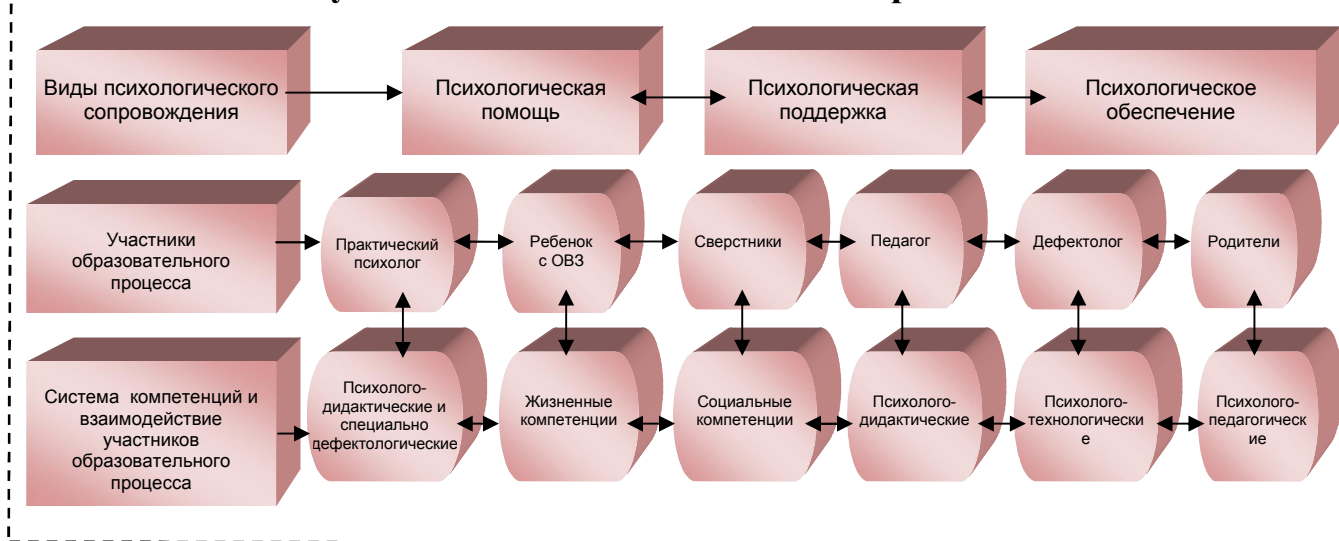 Виды психологического
сопровождения
Психологическая
помощь
Психологическая
поддержка
Психологическое
обеспечение
Участники
образовательного
процесса
Практический
психолог
Ребенок
с ОВЗ
Сверстники
Педагог
Дефектолог
Родители
Система компетенций и
взаимодействие
участников
образовательного
процесса
Психолого-
дидактические и
специально
дефектологические
Жизненные
компетенции
Социальные
компетенции
Психолого-
дидактические
Психолого-
технологически
е
Психолого-
педагогическ
ие